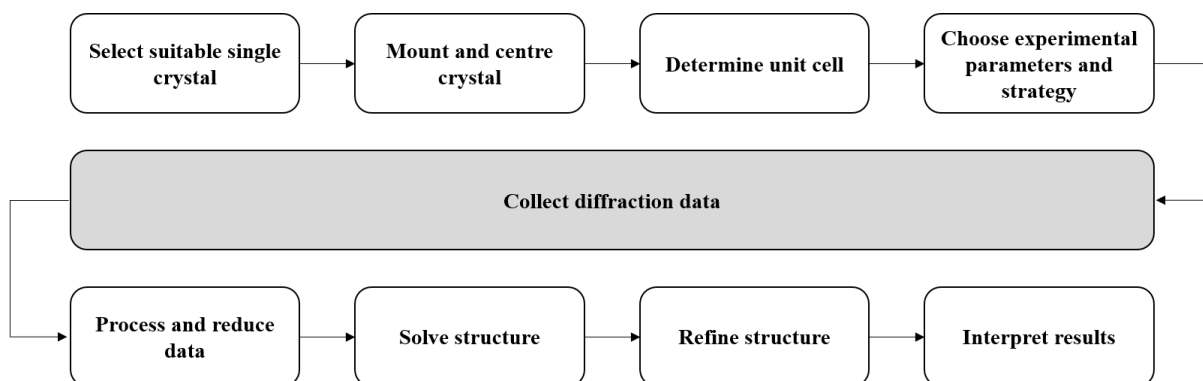 Select suitable single
crystal
Mount and centre
crystal
Determine unit cell
Choose experimental
parameters and
strategy
Collect diffraction data
Process and reduce
data
Solve structure
Refine structure
Interpret results